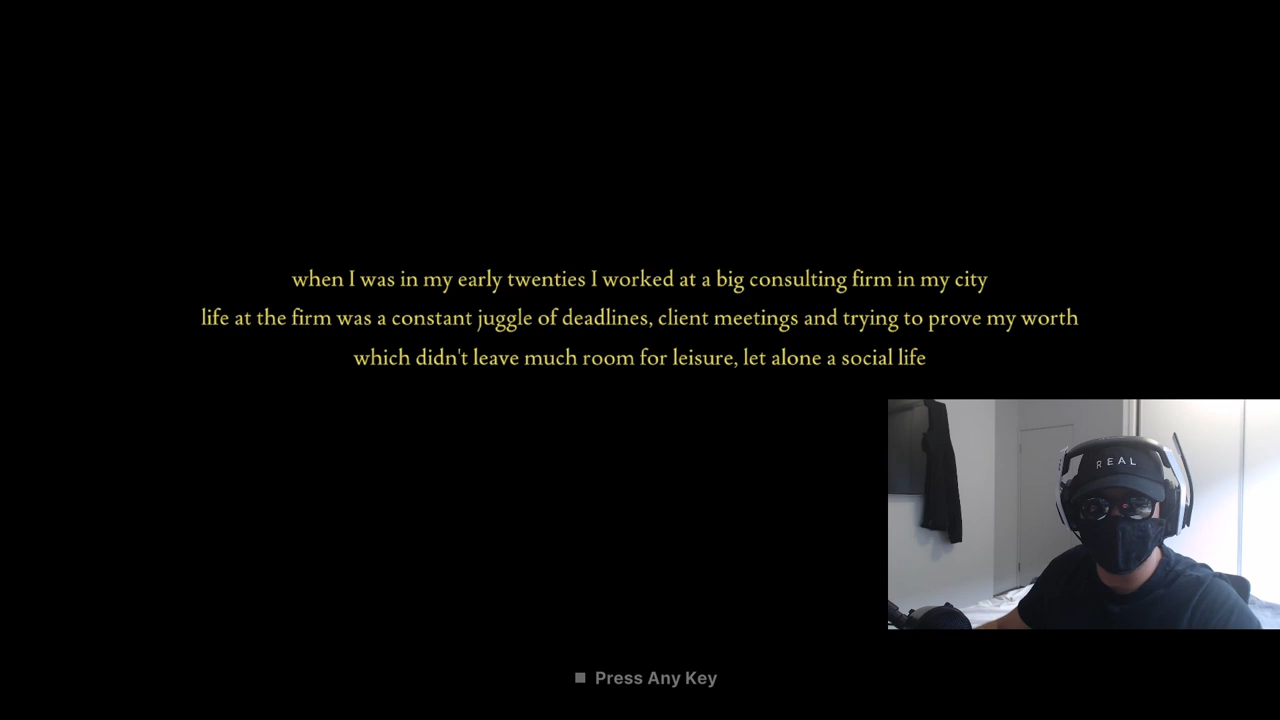 when I was in my early twenties I worked at a big consulting firm in my city
life at the firm was a constant juggle of deadlines, client meetings and trying to prove my worth
which didn't leave much room for leisure, let alone a social life
REAL
Press Any Key